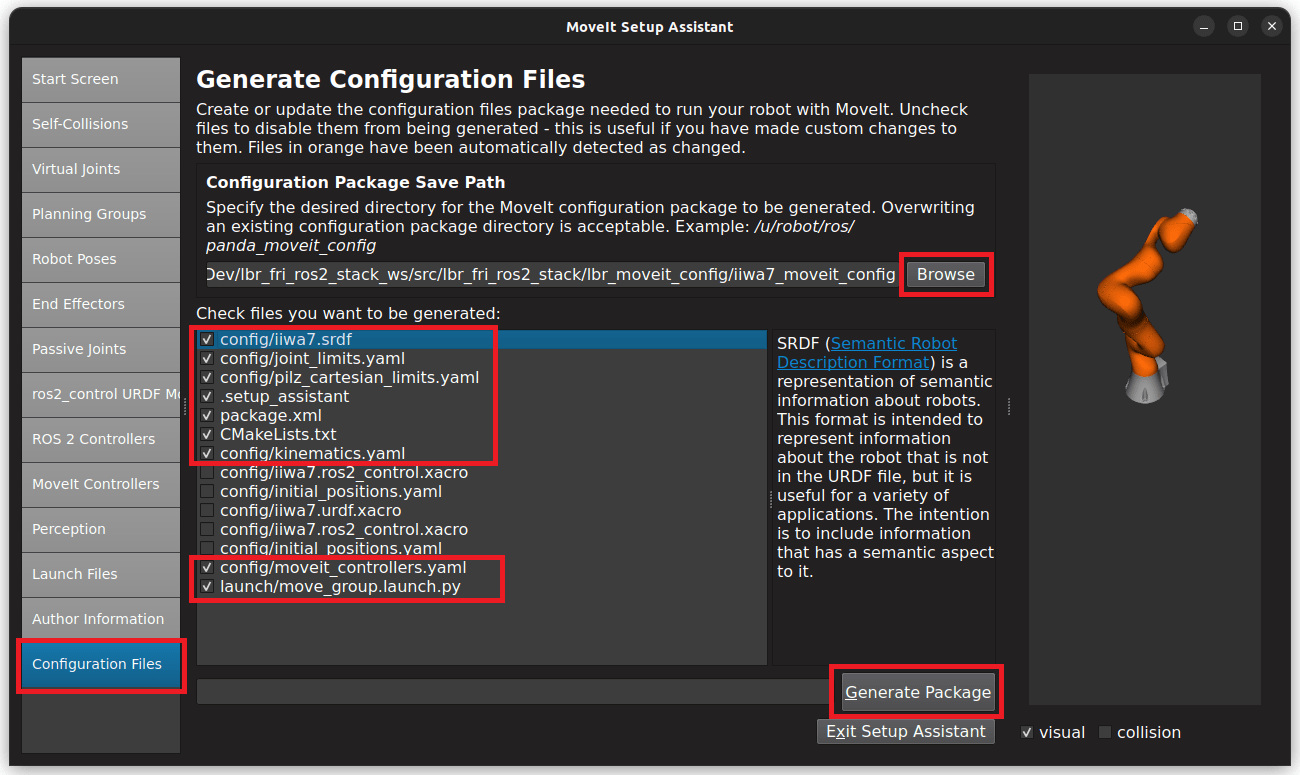 MoveIt Setup Assistant
Start Screen
Self-Collisions
Virtual Joints
Planning Groups
Robot Poses
End Effectors
Passive Joints
ros2_control URDF Mo
ROS 2 Controllers
MoveIt Controllers
Perception
Launch Files
Author Information
Configuration Files
Generate Configuration Files
Create or update the configuration files package needed to run your robot with MoveIt. Uncheck
files to disable them from being generated - this is useful if you have made custom changes to
them. Files in orange have been automatically detected as changed.
Configuration Package Save Path
Specify the desired directory for the MoveIt configuration package to be generated. Overwriting
an existing configuration package directory is acceptable. Example: /u/robot/ros/
panda_moveit_config
Dev/lbr_fri_ros2_stack_ws/src/lbr_fri_ros2_stack/lbr_moveit_config/iiwa7_moveit_config
Browse
Check files you want to be generated:
config/iiwa7.srdf
config/joint_limits.yaml
config/pilz_cartesian_limits.yaml
.setup_assistant
package.xml
CMakeLists.txt
config/kinematics.yaml
config/iiwa7.ros2_control.xacro
config/initial_positions.yaml
config/iiwa7.urdf.xacro
config/iiwa7.ros2_control.xacro
config/initial_positions.yaml
config/moveit_controllers.yaml
launch/move_group.launch.py
SRDF (Semantic Robot
Description Format) is a
representation of semantic
information about robots.
This format is intended to
represent information
about the robot that is not
in the URDF file, but it is
useful for a variety of
applications. The intention
is to include information
that has a semantic aspect
to it.
Generate Package
Exit Setup Assistant
visual
collision